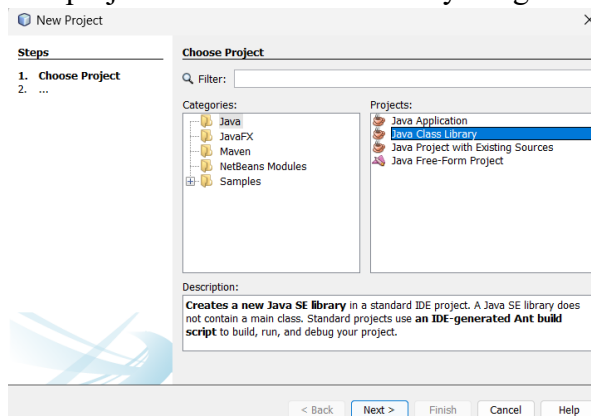 New Project
Steps
1. Choose Project
2. ...
Choose Project
Filter:
Categories:
Java
JavaFX
Maven
NetBeans Modules
Samples
Projects:
Java Application
Java Class Library
Java Project with Existing Sources
Java Free-Form Project
Description:
Creates a new Java SE library in a standard IDE project. A Java SE library does
not contain a main class. Standard projects use an IDE-generated Ant build
script to build, run, and debug your project.
< Back Next > Finish Cancel Help